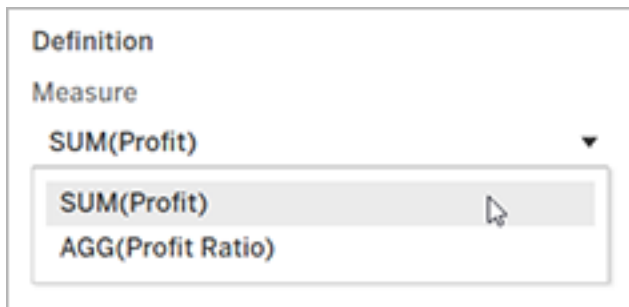 Definition
Measure
SUM(Profit)
SUM(Profit)
AGG(Profit Ratio)